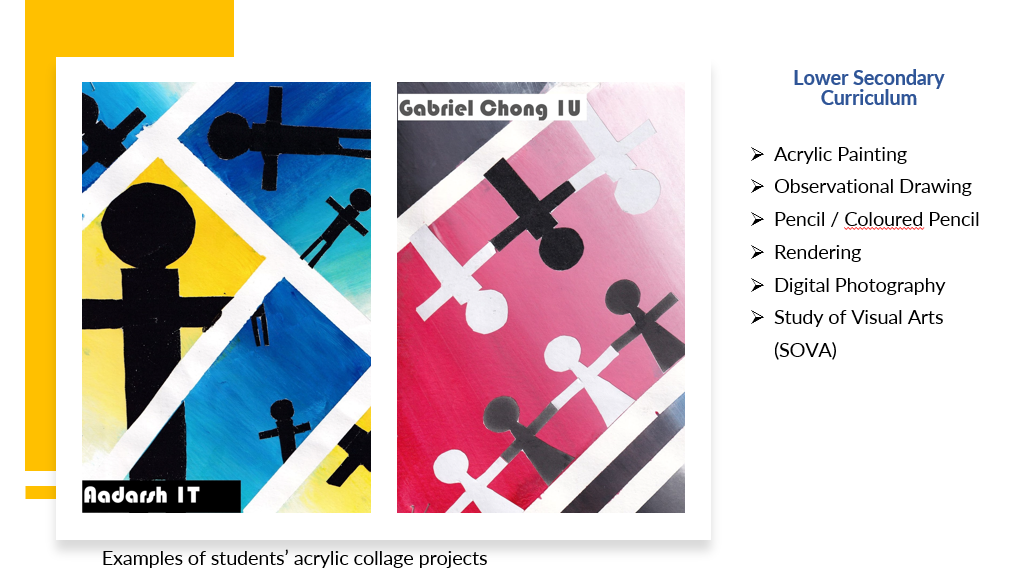 Gabriel Chong 1U
Aadarsh 1T
Examples of students’ acrylic collage projects
Lower Secondary
Curriculum
Acrylic Painting
Observational Drawing
Pencil / Coloured Pencil
Rendering
Digital Photography
Study of Visual Arts
(SOVA)